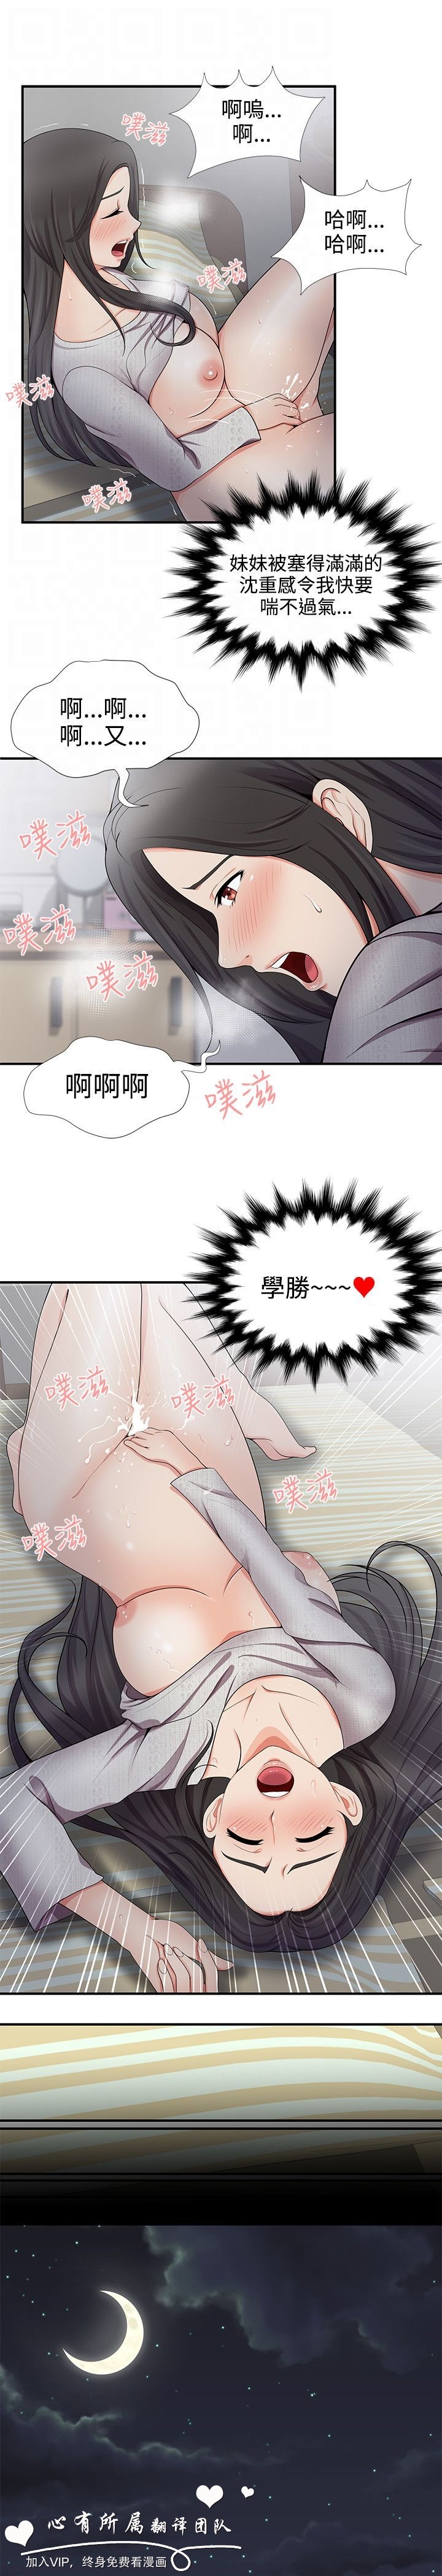 啊嗚...
啊...
噗滋
哈啊...
哈啊...
噗滋
噗滋
噗滋
妹妹被塞得滿滿的
沈重感令我快要
喘不過氣...
啊...啊...
啊...又...
噗滋
噗滋
噗滋
啊啊啊
噗滋
學勝~~~♥
噗滋
噗滋
噗滋
噗滋
心有所属翻译团队
加入VIP，终身免费看漫画